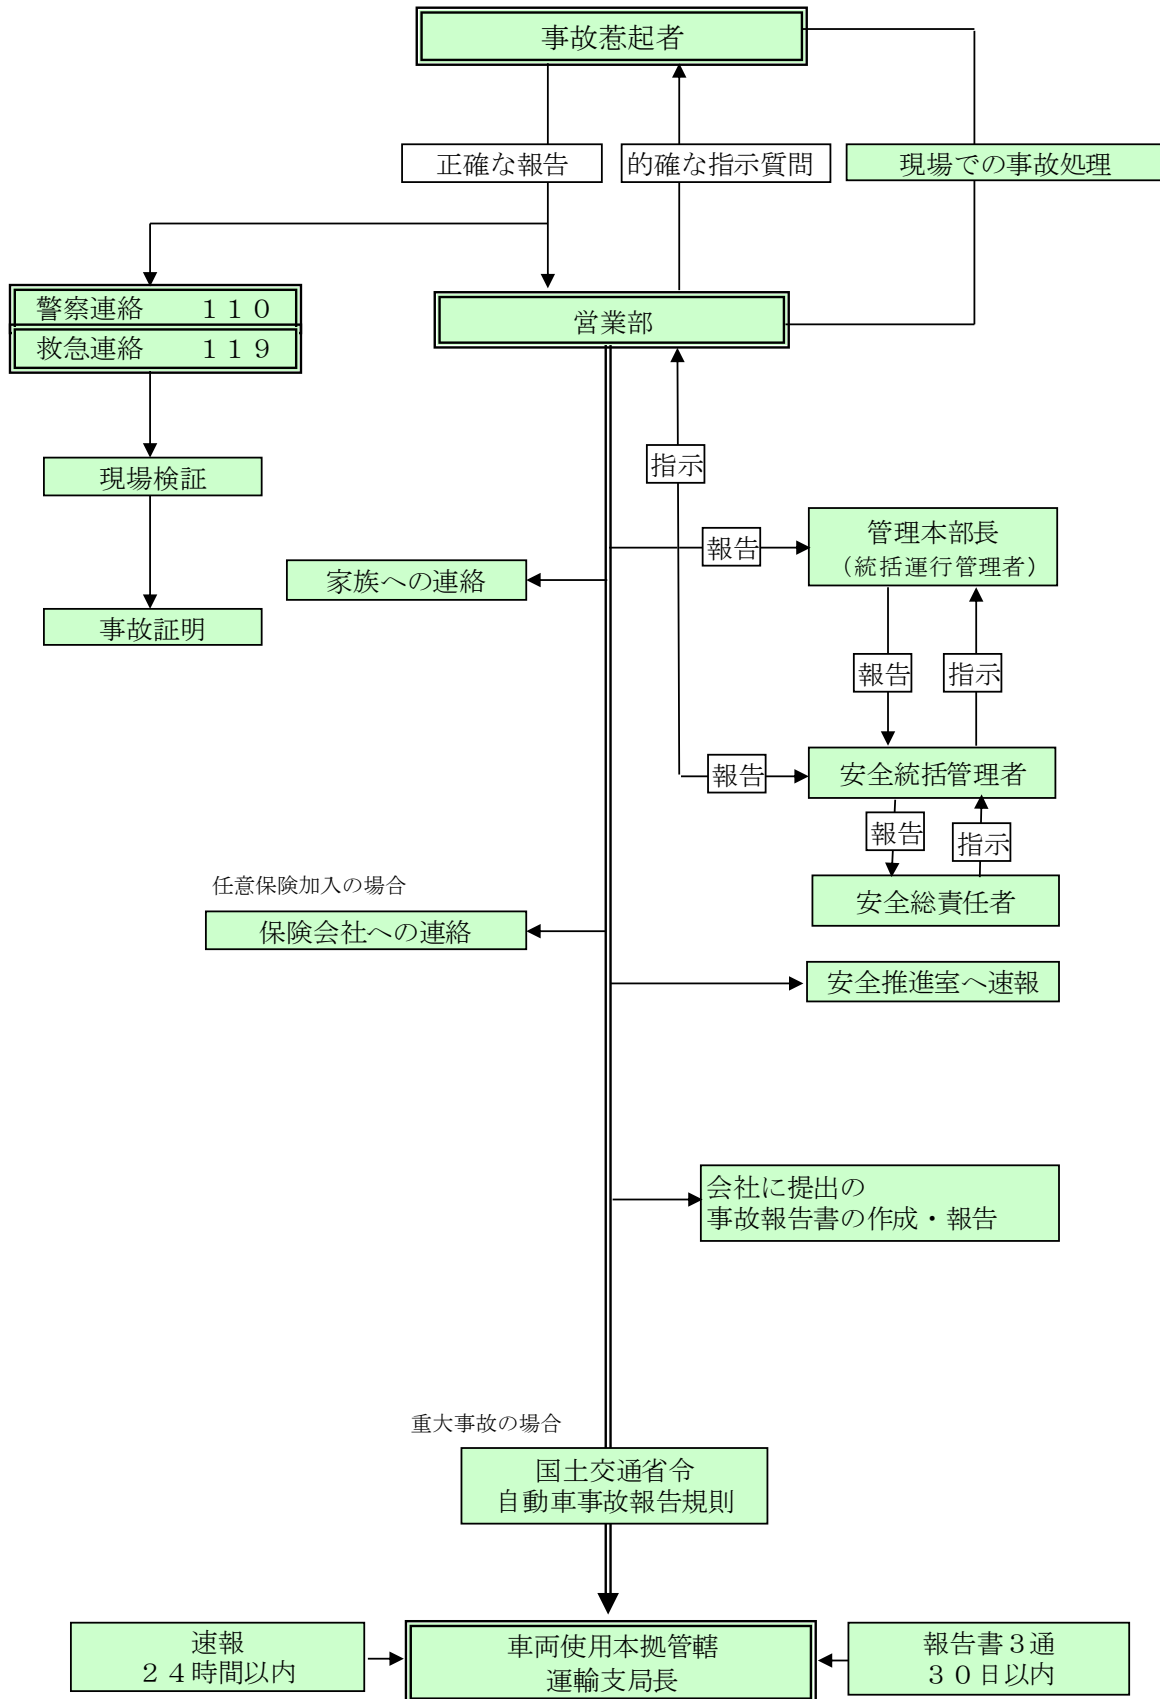 事故惹起者
正確な報告
的確な指示質問
現場での事故処理
警察連絡　　１１０
救急連絡　　１１９
営業部
指示
現場検証
管理本部長
（統括運行管理者）
報告
家族への連絡
事故証明
報告
指示
安全統括管理者
報告
報告
指示
任意保険加入の場合
安全総責任者
保険会社への連絡
安全推進室へ速報
会社に提出の
事故報告書の作成・報告
重大事故の場合
国土交通省令
自動車事故報告規則
速報
２４時間以内
車両使用本拠管轄
運輸支局長
報告書３通
３０日以内